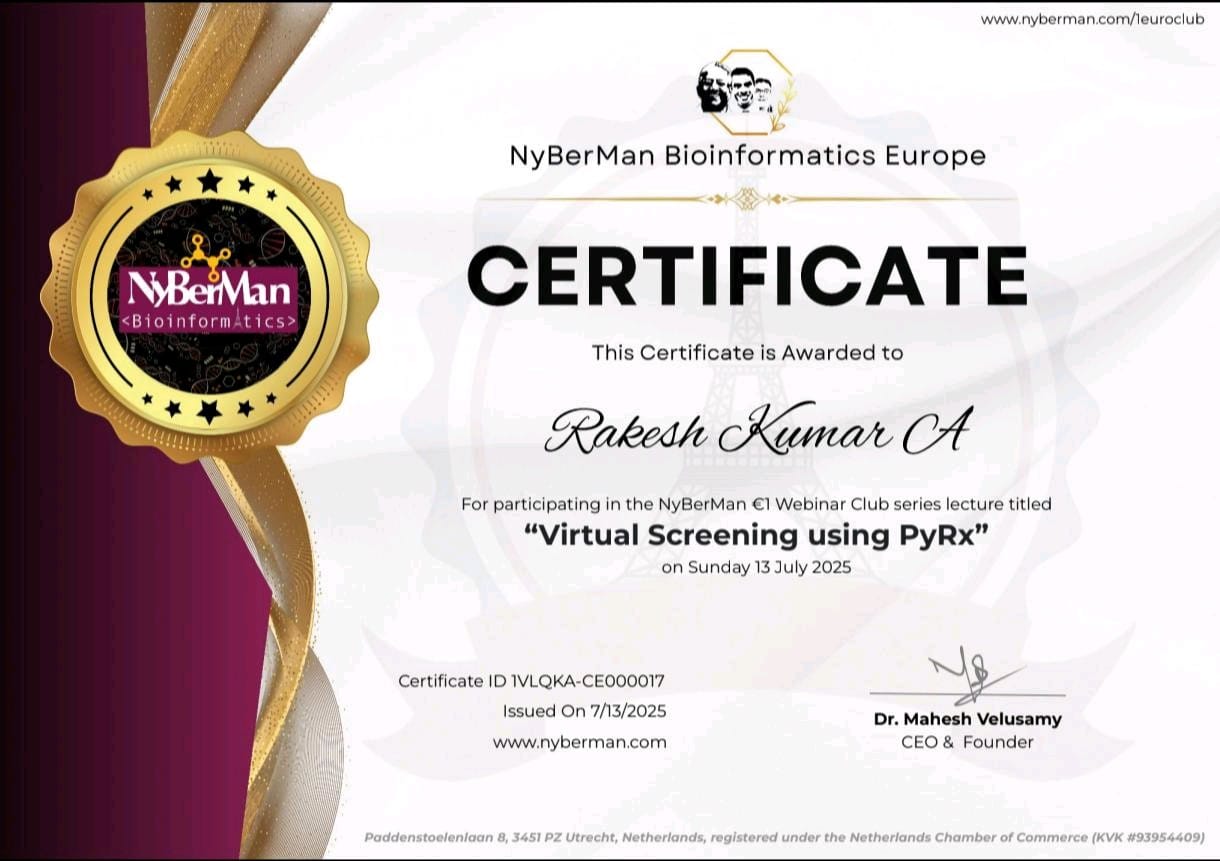 www.nyberman.com/1euroclub
NyBerMan Bioinformatics Europe
NyBerMan
<Bioinformatics>
CERTIFICATE
This Certificate is Awarded to
Rakesh Kumar A
For participating in the NyBerMan €1 Webinar Club series lecture titled
“Virtual Screening using PyRx”
on Sunday 13 July 2025
Certificate ID 1VLQKA-CE000017
Issued On 7/13/2025
www.nyberman.com
Dr. Mahesh Velusamy
CEO & Founder
Paddenstoelenlaan 8, 3451 PZ Utrecht, Netherlands, registered under the Netherlands Chamber of Commerce (KVK #93954409)